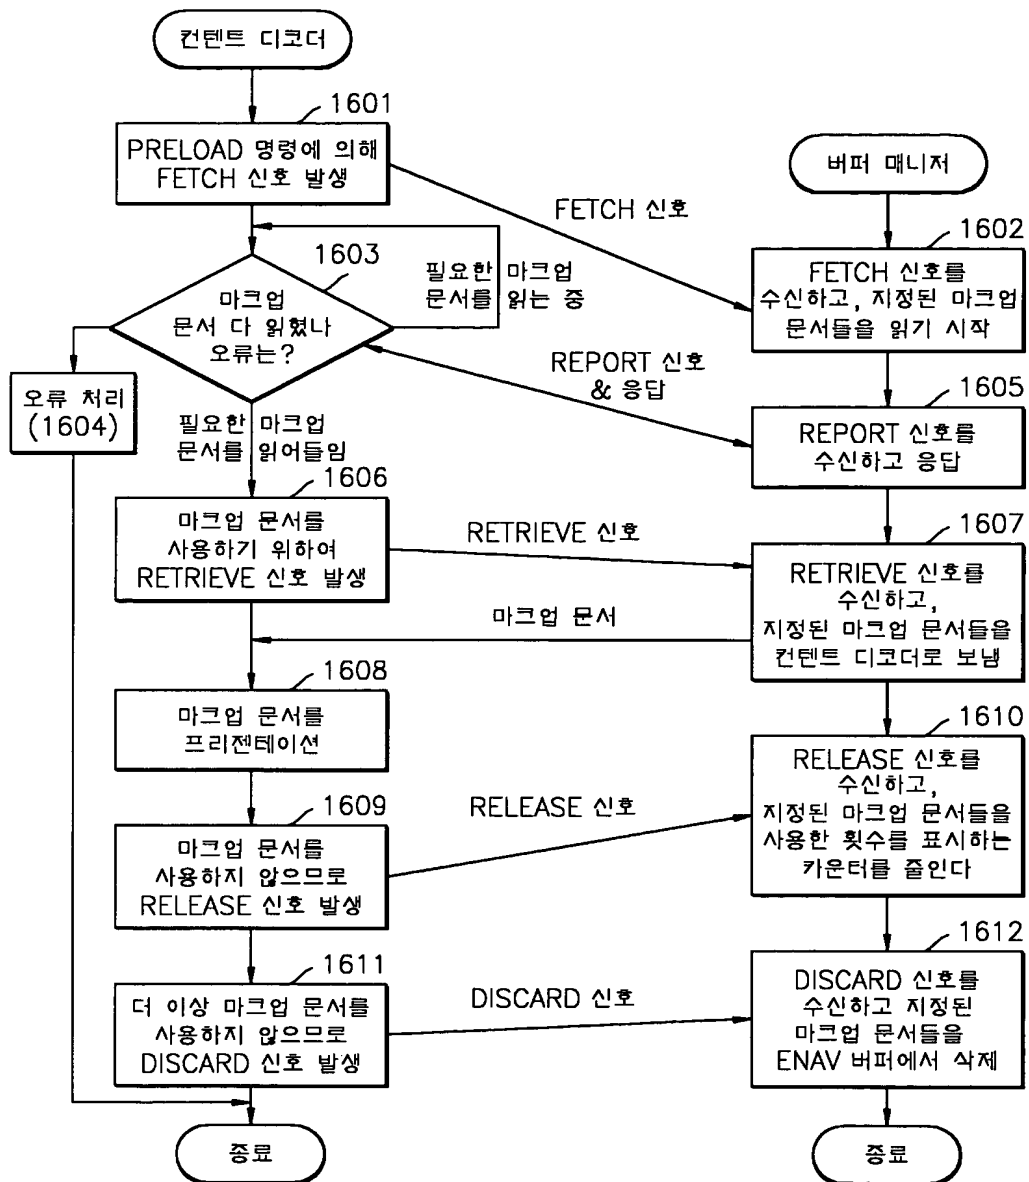 컨텐트 디코더
1601
PRELOAD 명령에 의해
FETCH 신호 발생
버퍼 매니저
FETCH 신호
1602
FETCH 신호를
수신하고, 지정된 마크업
문서들을 읽기 시작
1603
마크업
문서 다 읽혔나
오류는?
필요한 마크업
문서를 읽는 중
REPORT 신호
& 응답
오류 처리
(1604)
1605
REPORT 신호를
수신하고 응답
필요한 마크업
문서를 읽어들임
1606
마크업 문서를
사용하기 위하여
RETRIEVE 신호 발생
RETRIEVE 신호
1607
RETRIEVE 신호를
수신하고,
지정된 마크업 문서들을
컨텐트 디코더로 보냄
마크업 문서
1608
마크업 문서를
프리젠테이션
1609
마크업 문서를
사용하지 않으므로
RELEASE 신호 발생
RELEASE 신호
1610
RELEASE 신호를
수신하고,
지정된 마크업 문서들을
사용한 횟수를 표시하는
카운터를 줄인다
1611
더 이상 마크업 문서를
사용하지 않으므로
DISCARD 신호 발생
DISCARD 신호
1612
DISCARD 신호를
수신하고 지정된
마크업 문서들을
ENAV 버퍼에서 삭제
종료
종료